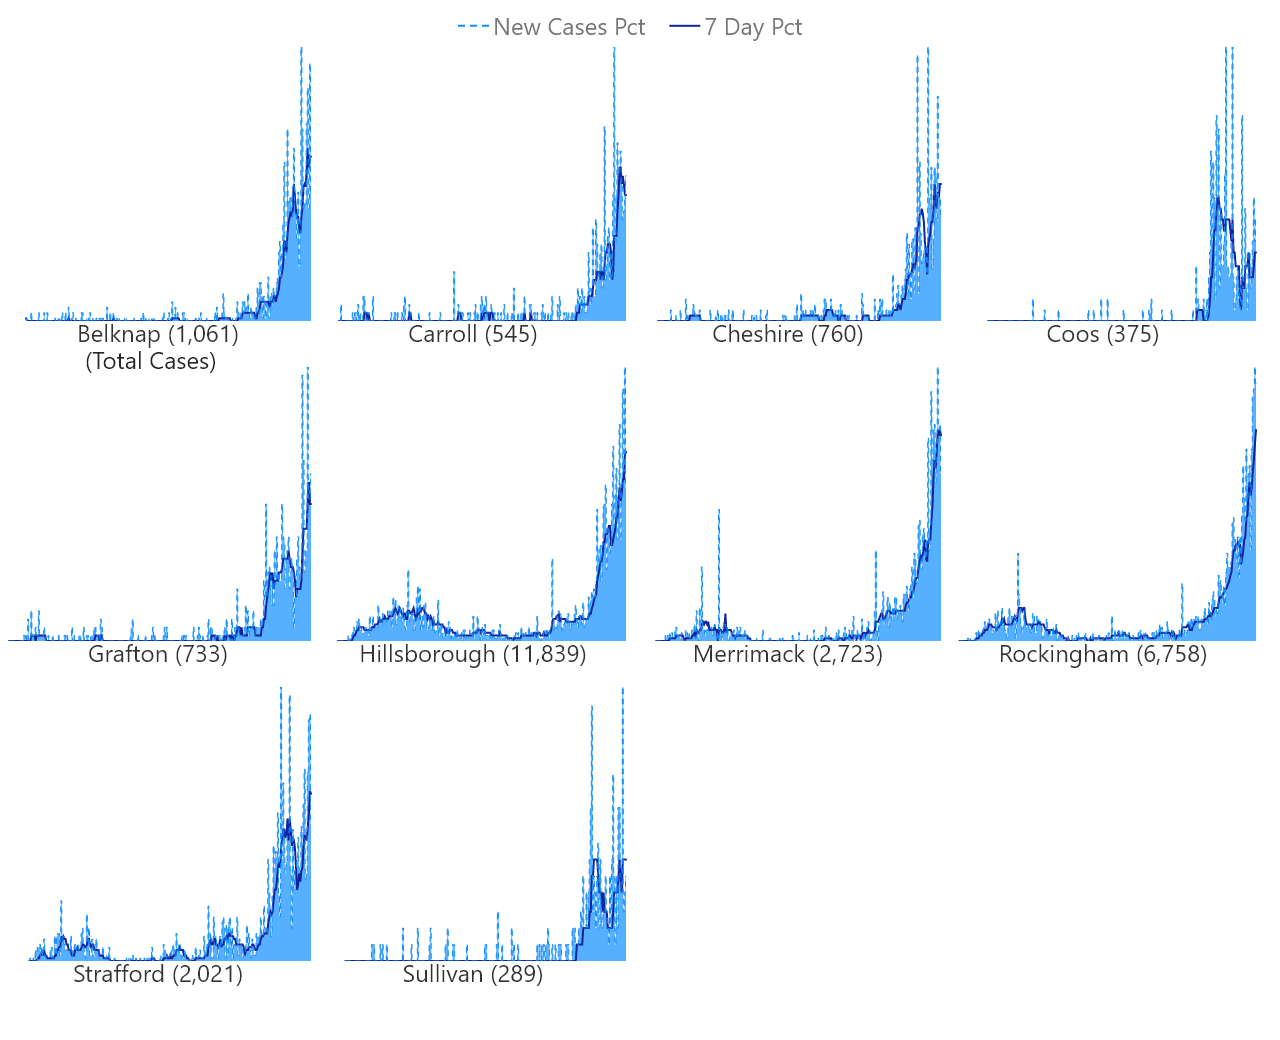 New Cases Pct 7 Day Pct
Belknap (1,061)
(Total Cases)
Carroll (545)
Cheshire (760)
Coos (375)
Grafton (733)
Hillsborough (11,839)
Merrimack (2,723)
Rockingham (6,758)
Strafford (2,021)
Sullivan (289)